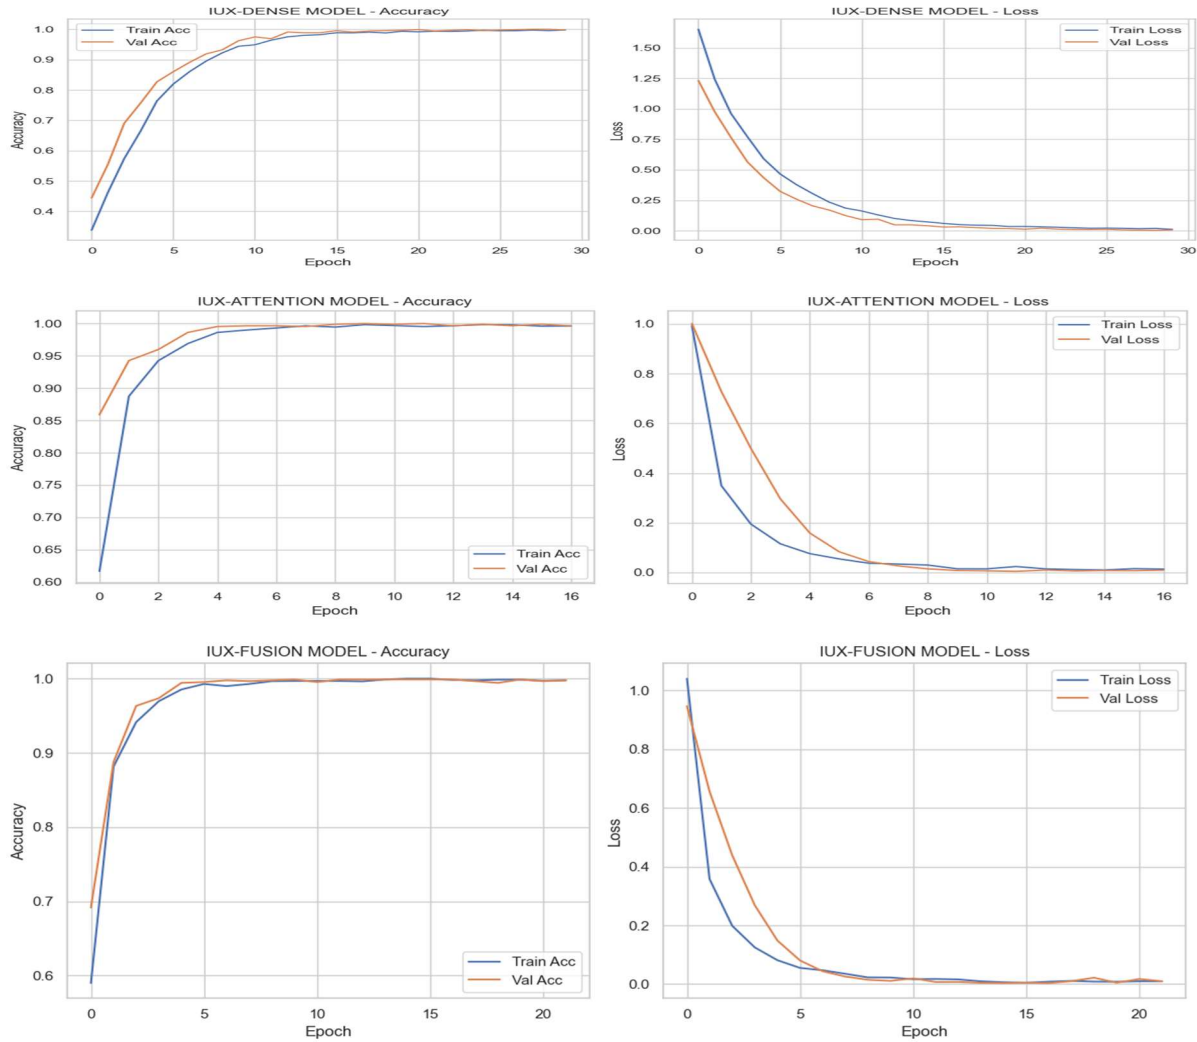 IUX-DENSE MODEL - Accuracy
1.0
0.9
0.8
0.7
0.6
0.5
0.4
Accuracy
Train Acc
Val Acc
0 5 10 15 20 25 30
Epoch
IUX-DENSE MODEL - Loss
1.50
1.25
1.00
0.75
0.50
0.25
0.00
Loss
Train Loss
Val Loss
0 5 10 15 20 25 30
Epoch
IUX-ATTENTION MODEL - Accuracy
1.00
0.95
0.90
0.85
0.80
0.75
0.70
0.65
0.60
Accuracy
Train Acc
Val Acc
0 2 4 6 8 10 12 14 16
Epoch
IUX-ATTENTION MODEL - Loss
1.0
0.8
0.6
0.4
0.2
0.0
Loss
Train Loss
Val Loss
0 2 4 6 8 10 12 14 16
Epoch
IUX-FUSION MODEL - Accuracy
1.0
0.9
0.8
0.7
0.6
Accuracy
Train Acc
Val Acc
0 5 10 15 20
Epoch
IUX-FUSION MODEL - Loss
1.0
0.8
0.6
0.4
0.2
0.0
Loss
Train Loss
Val Loss
0 5 10 15 20
Epoch